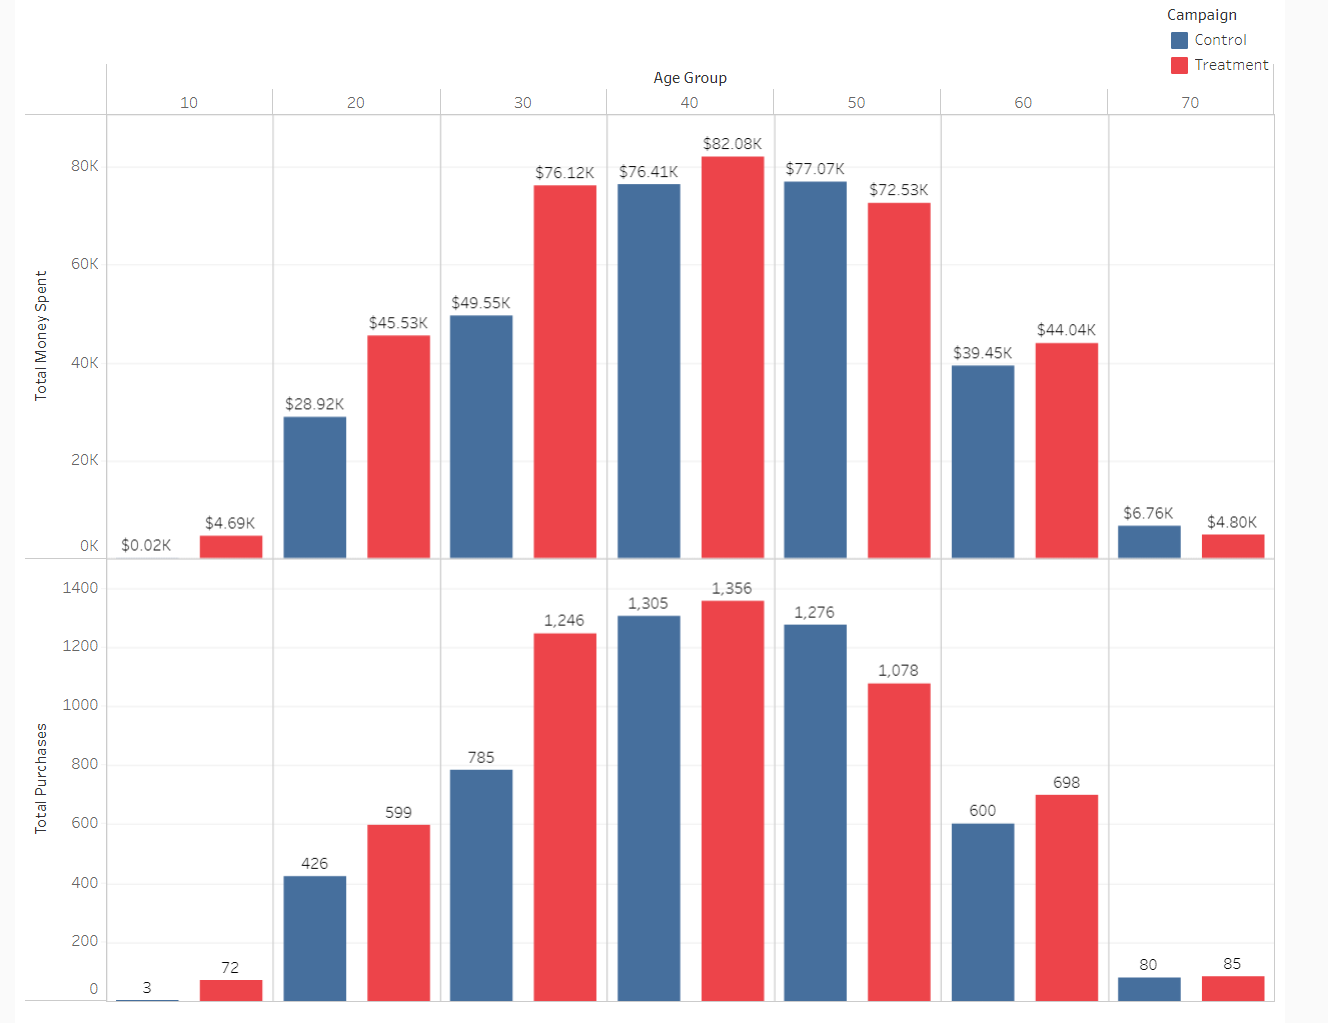 Campaign
Control
Treatment
Age Group
10 20 30 40 50 60 70
Total Money Spent
80K
60K
40K
20K
0K
$0.02K $4.69K
$28.92K $45.53K
$49.55K $76.12K
$76.41K $82.08K
$77.07K $72.53K
$39.45K $44.04K
$6.76K $4.80K
Total Purchases
1400
1200
1000
800
600
400
200
0
3 72
426 599
785 1,246
1,305 1,356
1,276 1,078
600 698
80 85